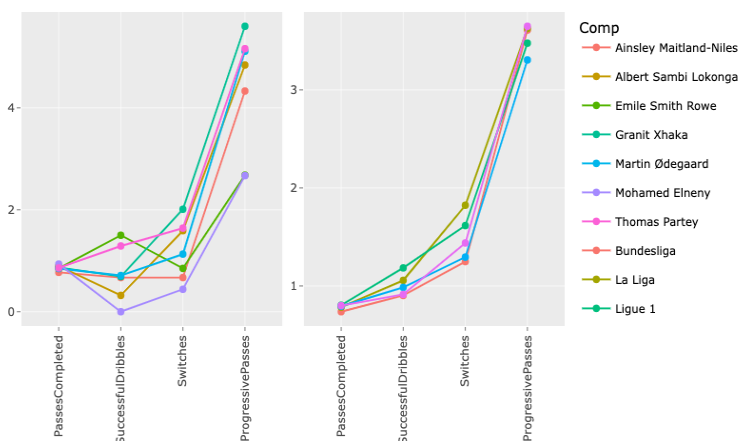 4
2
0
3
2
1
PassesCompleted
SuccessfulDribbles
Switches
ProgressivePasses
PassesCompleted
SuccessfulDribbles
Switches
ProgressivePasses
Comp
Ainsley Maitland-Niles
Albert Sambi Lokonga
Emile Smith Rowe
Granit Xhaka
Martin Ødegaard
Mohamed Elneny
Thomas Partey
Bundesliga
La Liga
Ligue 1